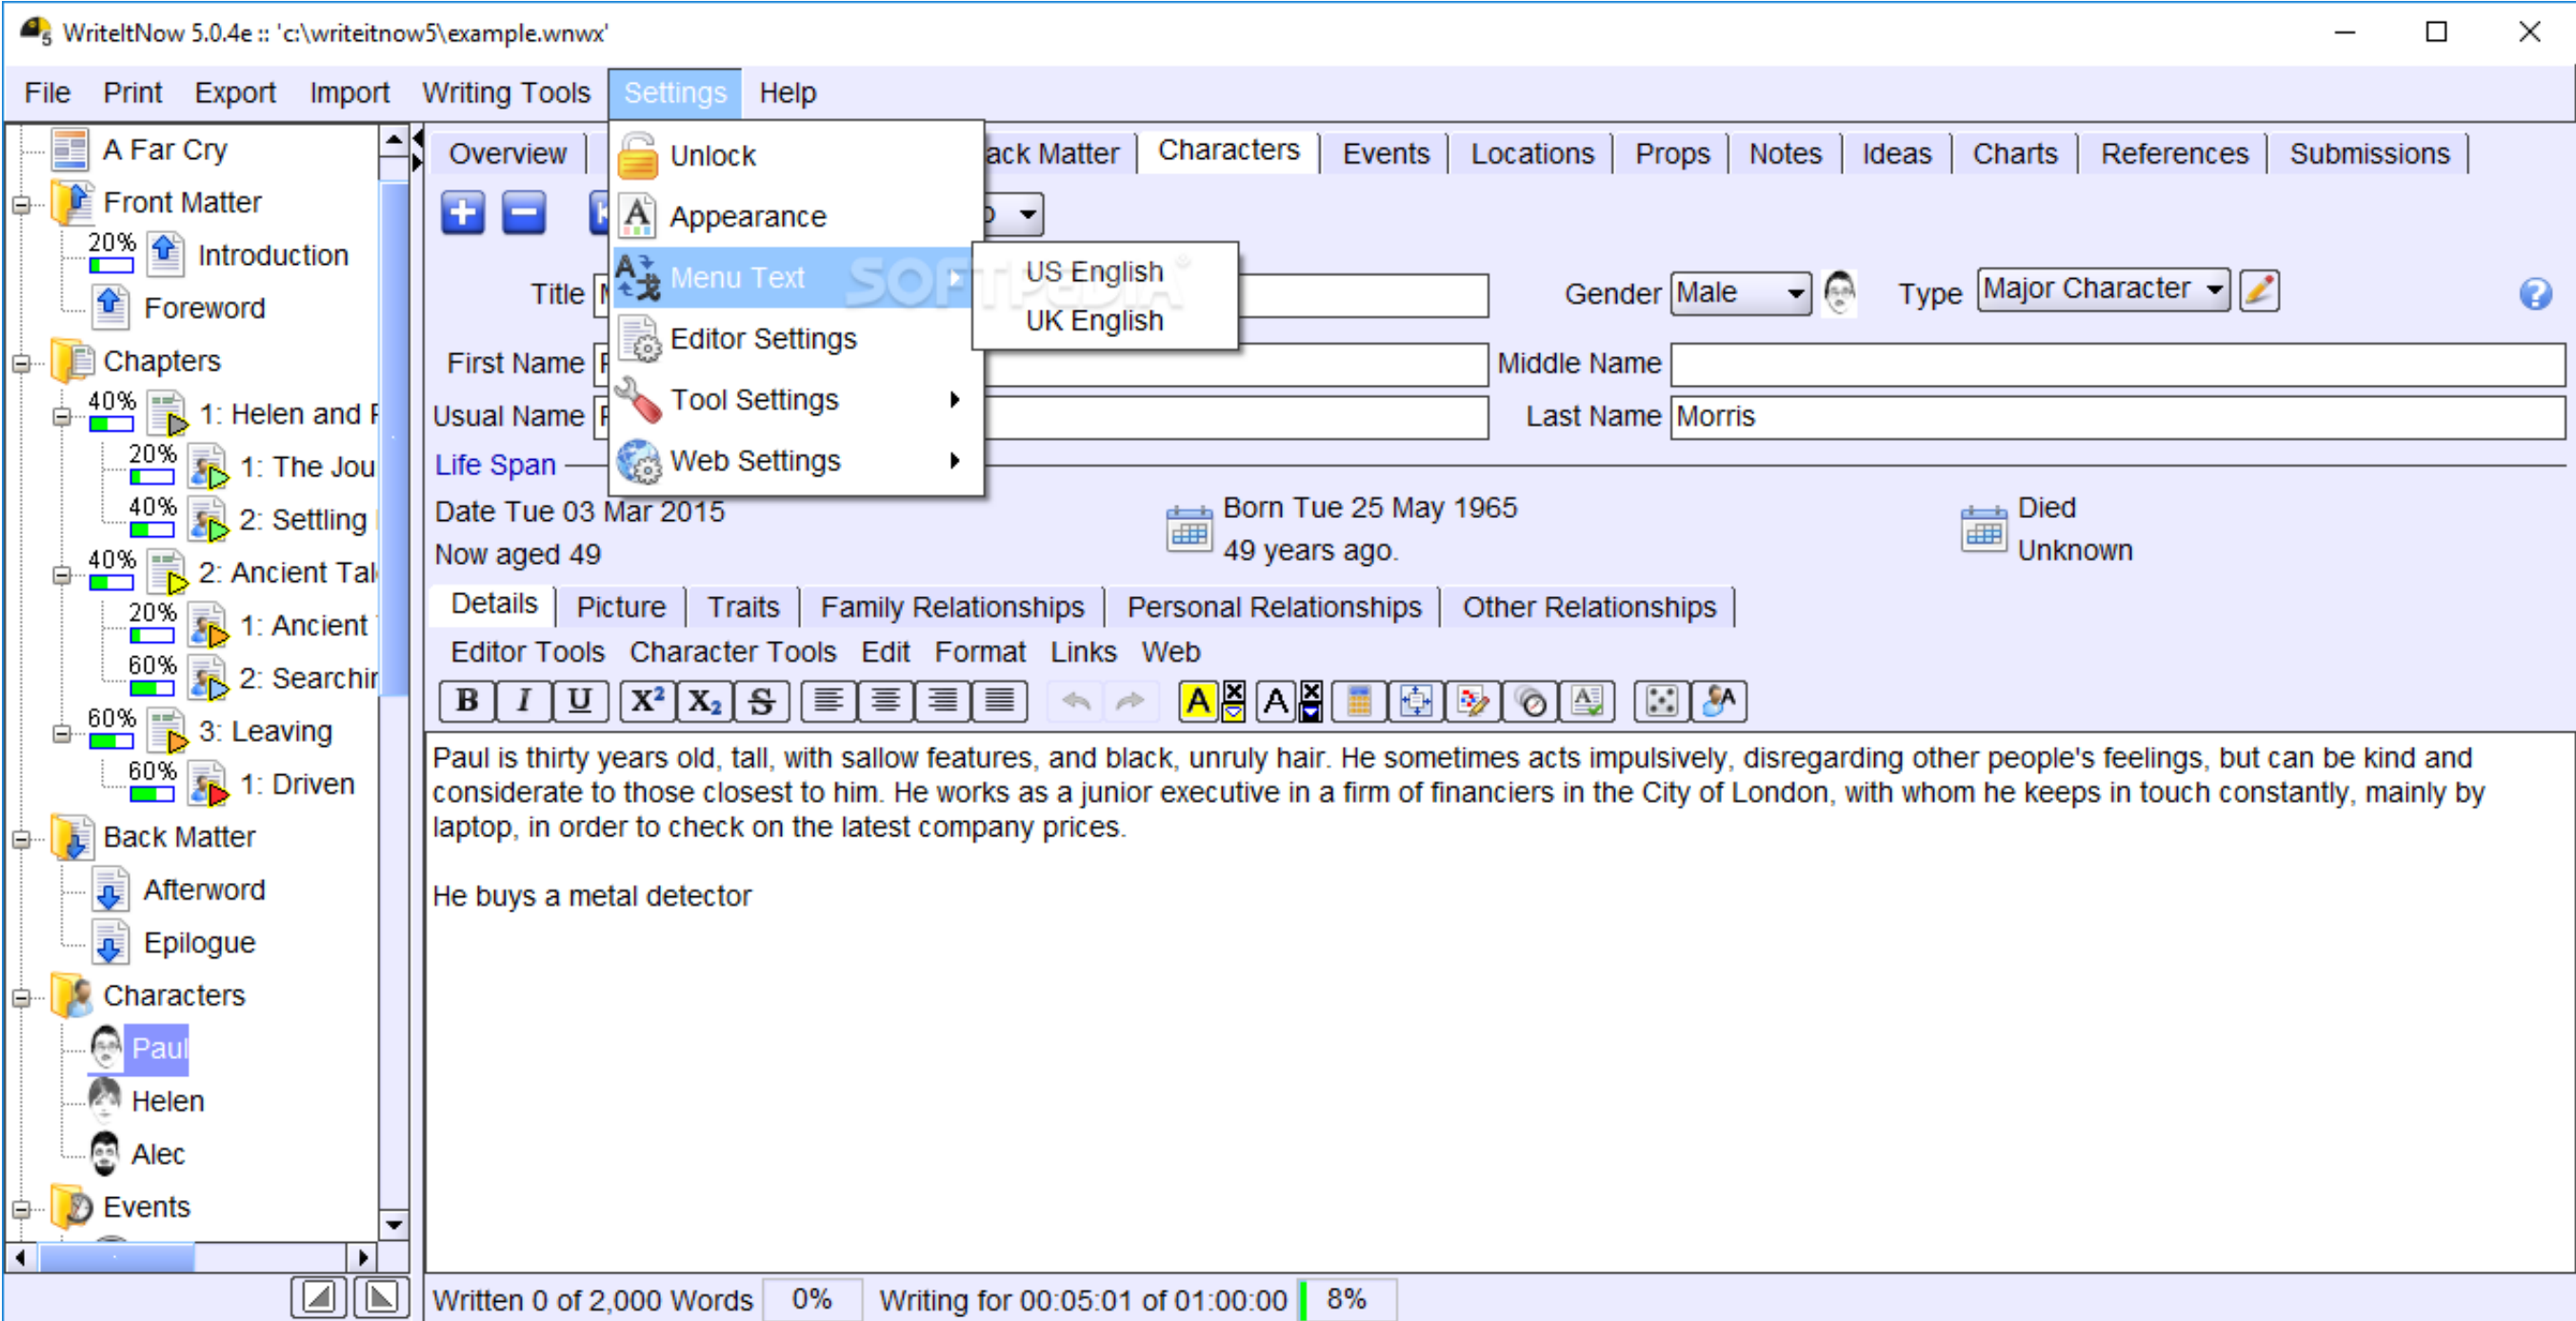 WriteItNow 5.0.4e :: 'c:\writeitnow5\example.wnwx'
File Print Export Import Writing Tools Settings Help
A Far Cry
Front Matter
20% Introduction
Foreword
Chapters
40% 1: Helen and
20% 1: The Jou
40% 2: Settling
40% 2: Ancient Tal
20% 1: Ancient
60% 2: Searchin
60% 3: Leaving
60% 1: Driven
Back Matter
Afterword
Epilogue
Characters
Paul
Helen
Alec
Events
Unlock
Appearance
Menu Text
Editor Settings
Tool Settings
Web Settings
US English
UK English
SOFTPEDIA
Overview ack Matter Characters Events Locations Props Notes Ideas Charts References Submissions
Title Gender Male Type Major Character
First Name Middle Name
Usual Name Last Name Morris
Life Span
Date Tue 03 Mar 2015 Born Tue 25 May 1965 Died
Now aged 49 49 years ago. Unknown
Details Picture Traits Family Relationships Personal Relationships Other Relationships
Editor Tools Character Tools Edit Format Links Web
B I U X² X₂ S A A
Paul is thirty years old, tall, with sallow features, and black, unruly hair. He sometimes acts impulsively, disregarding other people's feelings, but can be kind and
considerate to those closest to him. He works as a junior executive in a firm of financiers in the City of London, with whom he keeps in touch constantly, mainly by
laptop, in order to check on the latest company prices.
He buys a metal detector
Written 0 of 2,000 Words 0% Writing for 00:05:01 of 01:00:00 8%